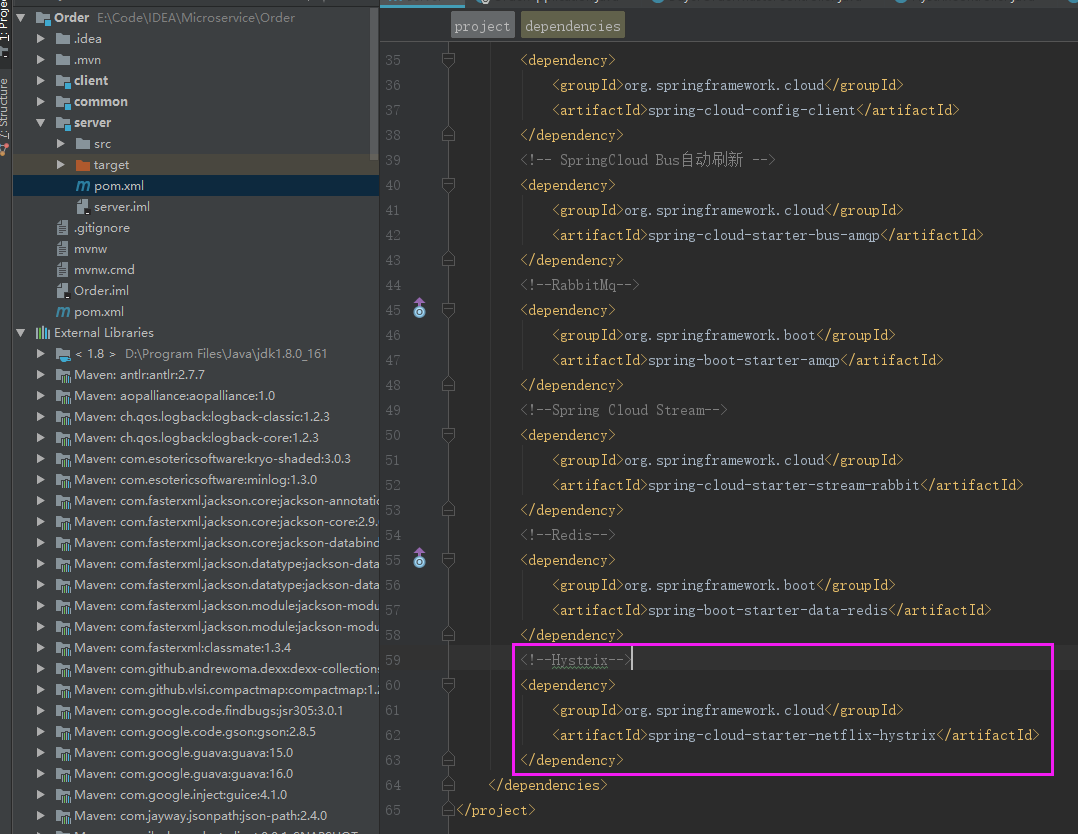 1: Project
Z: Structure
Order E:\Code\IDEA\Microservice\Order
.idea
.mvn
client
common
server
src
target
pom.xml
server.iml
.gitignore
mvnw
mvnw.cmd
Order.iml
pom.xml
External Libraries
< 1.8 > D:\Program Files\Java\jdk1.8.0_161
Maven: antlr:antlr:2.7.7
Maven: aopalliance:aopalliance:1.0
Maven: ch.qos.logback:logback-classic:1.2.3
Maven: ch.qos.logback:logback-core:1.2.3
Maven: com.esotericsoftware:kryo-shaded:3.0.3
Maven: com.esotericsoftware:minlog:1.3.0
Maven: com.fasterxml.jackson.core:jackson-annotatio
Maven: com.fasterxml.jackson.core:jackson-core:2.9.
Maven: com.fasterxml.jackson.core:jackson-databind
Maven: com.fasterxml.jackson.datatype:jackson-data
Maven: com.fasterxml.jackson.datatype:jackson-data
Maven: com.fasterxml.jackson.module:jackson-modu
Maven: com.fasterxml.jackson.module:jackson-modu
Maven: com.fasterxml:classmate:1.3.4
Maven: com.github.andrewoma.dexx:dexx-collections
Maven: com.github.vlsi.compactmap:compactmap:1.2
Maven: com.google.code.findbugs:jsr305:3.0.1
Maven: com.google.code.gson:gson:2.8.5
Maven: com.google.guava:guava:15.0
Maven: com.google.guava:guava:16.0
Maven: com.google.inject:guice:4.1.0
Maven: com.jayway.jsonpath:json-path:2.4.0
project dependencies
35 <dependency>
36 <groupId>org.springframework.cloud</groupId>
37 <artifactId>spring-cloud-config-client</artifactId>
38 </dependency>
39 <!-- SpringCloud Bus自动刷新 -->
40 <dependency>
41 <groupId>org.springframework.cloud</groupId>
42 <artifactId>spring-cloud-starter-bus-amqp</artifactId>
43 </dependency>
44 <!--RabbitMq-->
45 <dependency>
46 <groupId>org.springframework.boot</groupId>
47 <artifactId>spring-boot-starter-amqp</artifactId>
48 </dependency>
49 <!--Spring Cloud Stream-->
50 <dependency>
51 <groupId>org.springframework.cloud</groupId>
52 <artifactId>spring-cloud-starter-stream-rabbit</artifactId>
53 </dependency>
54 <!--Redis-->
55 <dependency>
56 <groupId>org.springframework.boot</groupId>
57 <artifactId>spring-boot-starter-data-redis</artifactId>
58 </dependency>
59 <!--Hystrix-->
60 <dependency>
61 <groupId>org.springframework.cloud</groupId>
62 <artifactId>spring-cloud-starter-netflix-hystrix</artifactId>
63 </dependency>
64 </dependencies>
65 </project>